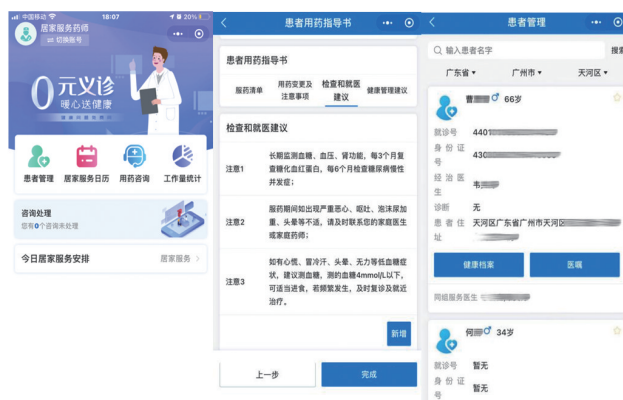 中国移动
18:07
20%
居家服务药师
切换账号
0元义诊
暖心送健康
患者管理
居家服务日历
用药咨询
工作量统计
咨询处理
您有0个咨询未处理
今日居家服务安排
居家服务 >
患者用药指导书
患者用药指导书
服药清单
用药变更及
注意事项
检查和就医
建议
健康管理建议
检查和就医建议
注意1
长期监测血糖、血压、肾功能，每3个月复
查糖化血红蛋白，每6个月检查糖尿病慢性
并发症；
注意2
服药期间如出现严重恶心、呕吐、泡沫尿加
重、头晕等不适，请及时联系您的家庭医生
或家庭药师；
注意3
如有心慌、冒冷汗、头晕、无力等低血糖症
状，建议测血糖，测的血糖4mmol/L以下，
可适当进食，若频繁发生，及时复诊及就近
治疗。
新增
上一步
完成
患者管理
输入患者名字
搜索
广东省
广州市
天河区
曹
66岁
就诊号
4401
身份证
号
430
经治医
生
韦
诊断
无
患者住
址
天河区广东省广州市天河区
健康档案
医嘱
同组服务医生
何
34岁
就诊号
暂无
身份证
号
暂无